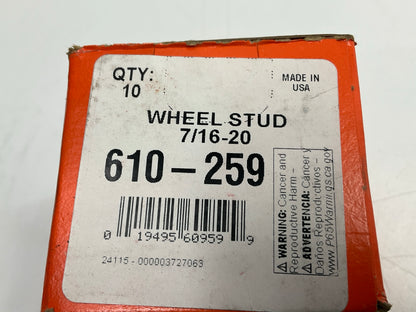 QTY:
10
MADE IN
USA
WHEEL STUD
7/16-20
610-259
0 19495 60959 9
24115 - 000003727063
⚠ WARNING: Cancer and
Reproductive Harm -
⚠ ADVERTENCIA: Cáncer y
Daños Reproductivos -
www.P65Warnings.ca.gov